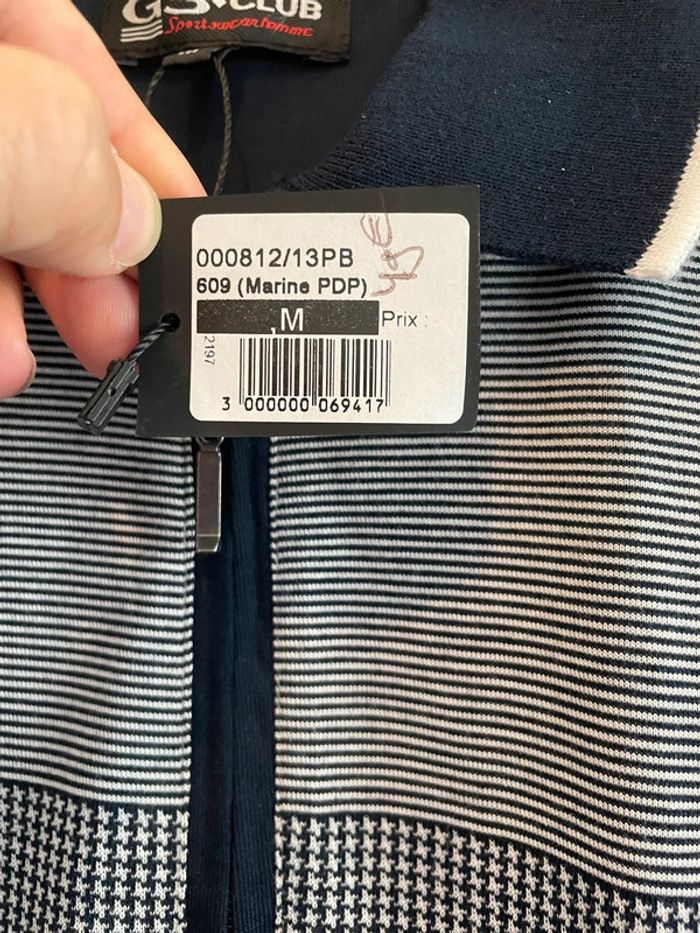 GS CLUB
Sportswear homme
000812/13PB
609 (Marine PDP)
,M
Prix :
2197
3 000000 069417